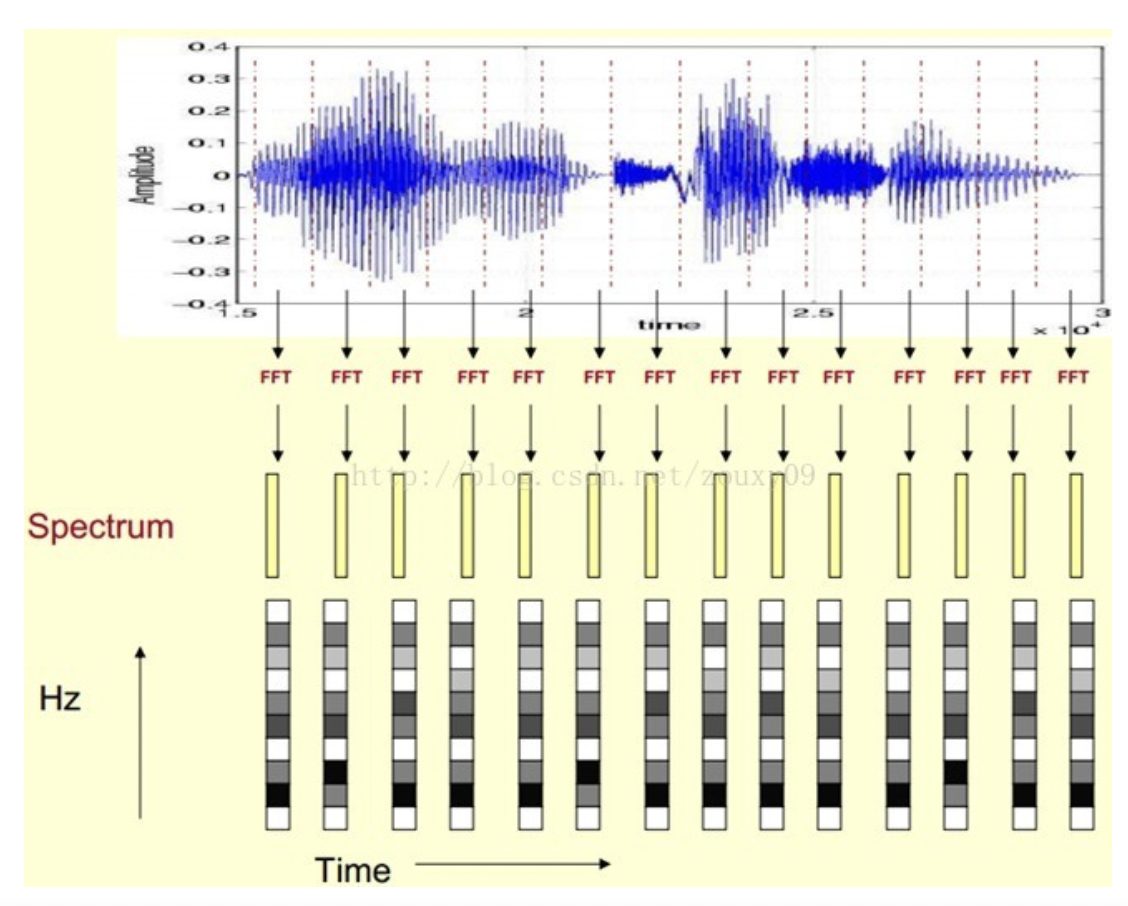 0.4
0.3
0.2
0.1
0
-0.1
-0.2
-0.3
-0.4
Amplitude
1.5 2 2.5 3
time
x 10⁴
FFT FFT FFT FFT FFT FFT FFT FFT FFT FFT FFT FFT FFT FFT
http://blog.csdn.net/zouxy09
Spectrum
Hz
Time